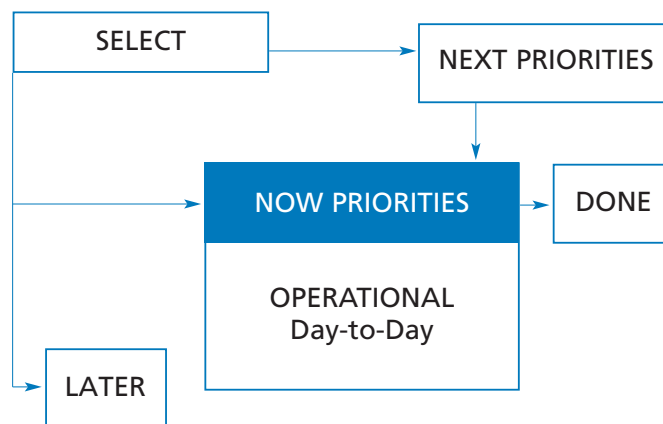 SELECT
NEXT PRIORITIES
NOW PRIORITIES
DONE
OPERATIONAL
Day-to-Day
LATER